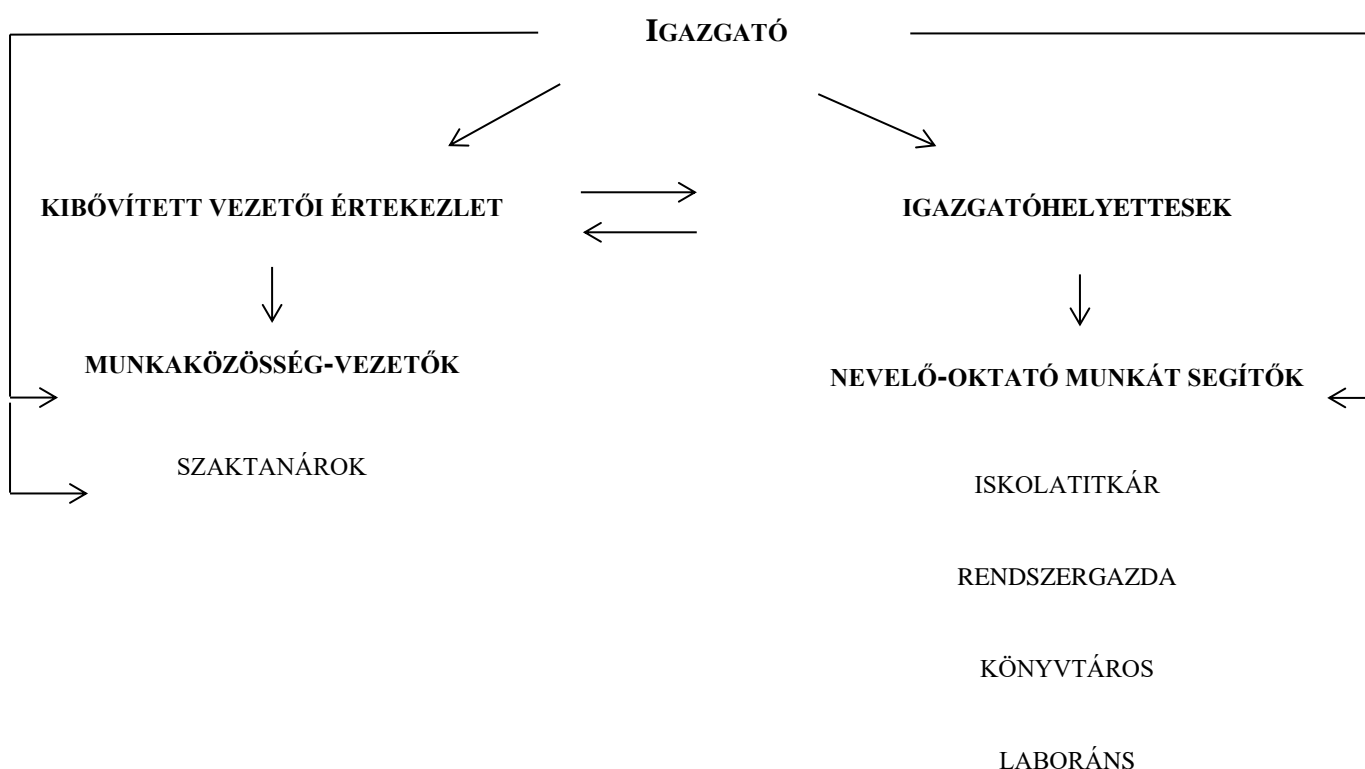 IGAZGATÓ
KIBŐVÍTETT VEZETŐI ÉRTEKEZLET
IGAZGATÓHELYETTESEK
MUNKAKÖZÖSSÉG-VEZETŐK
NEVELŐ-OKTATÓ MUNKÁT SEGÍTŐK
SZAKTANÁROK
ISKOLATITKÁR
RENDSZERGAZDA
KÖNYVTÁROS
LABORÁNS